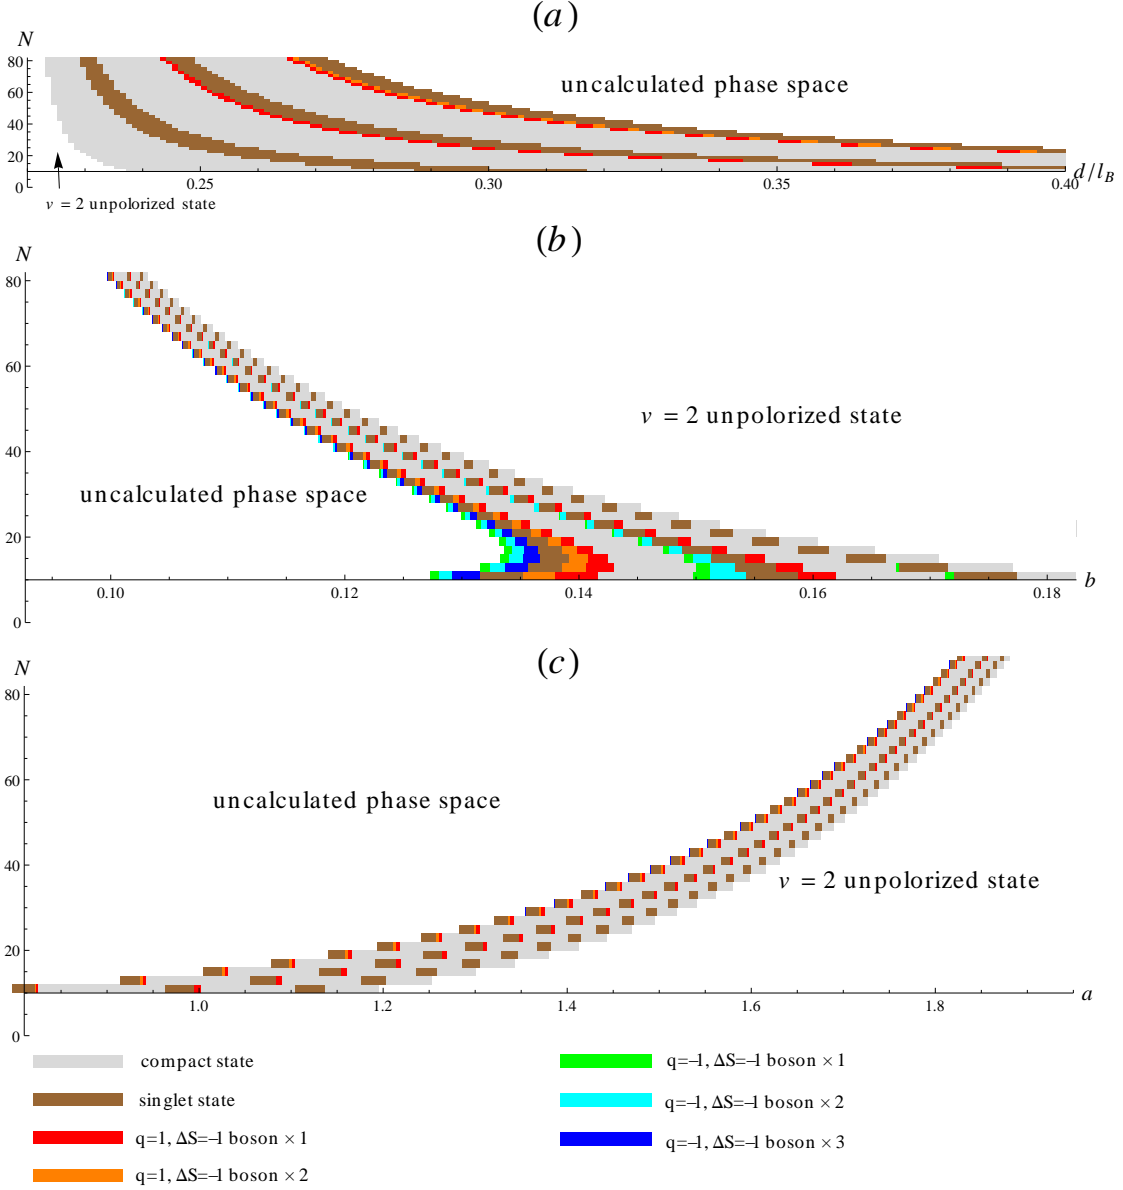 (a)
N
80
60
40
20
0
uncalculated phase space
0.25
0.30
0.35
0.40
d/l_B
ν = 2 unpolorized state
(b)
N
80
60
40
20
0
ν = 2 unpolorized state
uncalculated phase space
0.10
0.12
0.14
0.16
0.18
b
(c)
N
80
60
40
20
0
uncalculated phase space
ν = 2 unpolorized state
1.0
1.2
1.4
1.6
1.8
a
compact state
singlet state
q=1, ΔS=-1 boson × 1
q=1, ΔS=-1 boson × 2
q=-1, ΔS=-1 boson × 1
q=-1, ΔS=-1 boson × 2
q=-1, ΔS=-1 boson × 3